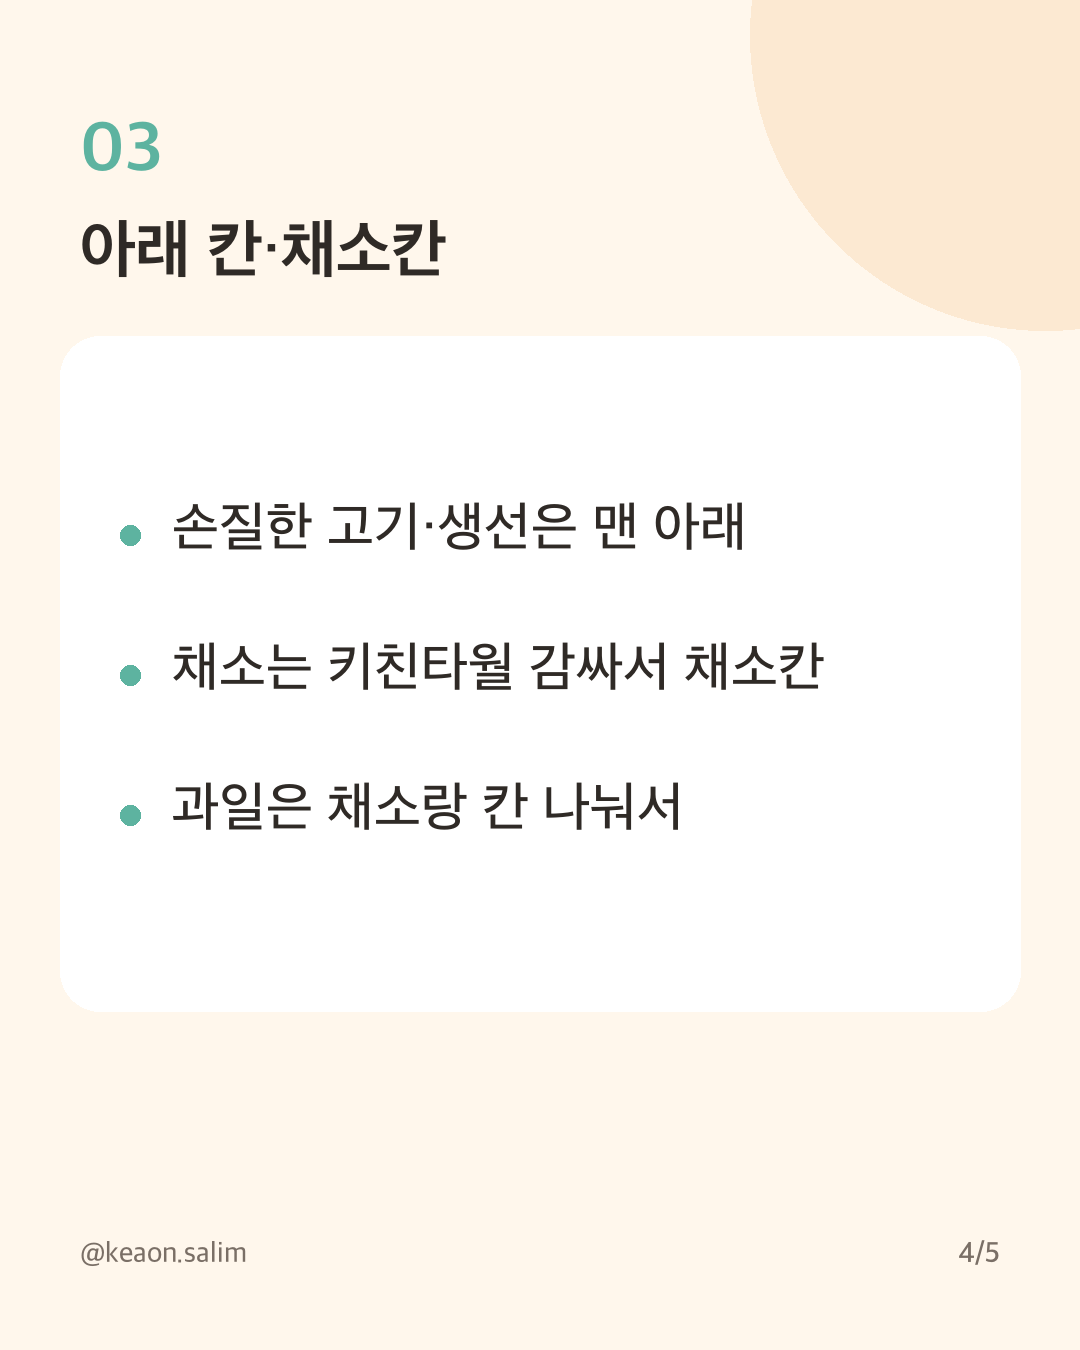 03
아래 칸·채소칸
손질한 고기·생선은 맨 아래
채소는 키친타월 감싸서 채소칸
과일은 채소랑 칸 나눠서
@keaon.salim
4/5